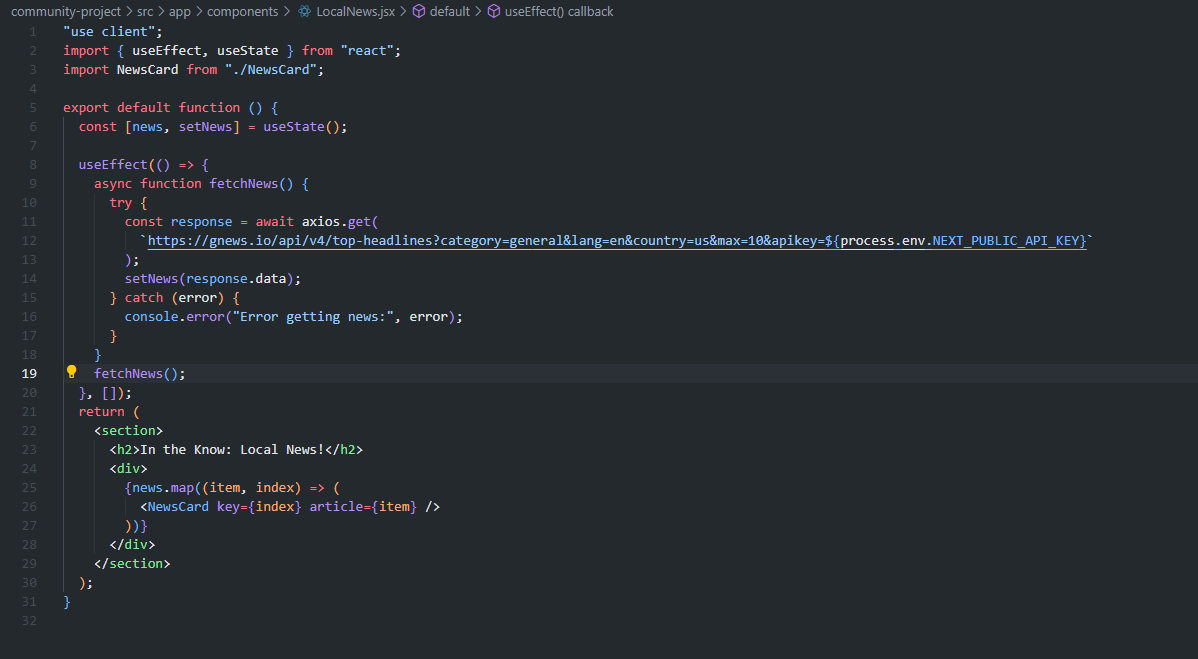 community-project > src > app > components > LocalNews.jsx > default > useEffect() callback
1 "use client";
2 import { useEffect, useState } from "react";
3 import NewsCard from "./NewsCard";
4
5 export default function () {
6 const [news, setNews] = useState();
7
8 useEffect(() => {
9 async function fetchNews() {
10 try {
11 const response = await axios.get(
12 `https://gnews.io/api/v4/top-headlines?category=general&lang=en&country=us&max=10&apikey=${process.env.NEXT_PUBLIC_API_KEY}`
13 );
14 setNews(response.data);
15 } catch (error) {
16 console.error("Error getting news:", error);
17 }
18 }
19 fetchNews();
20 }, []);
21 return (
22 <section>
23 <h2>In the Know: Local News!</h2>
24 <div>
25 {news.map((item, index) => (
26 <NewsCard key={index} article={item} />
27 ))}
28 </div>
29 </section>
30 );
31 }
32